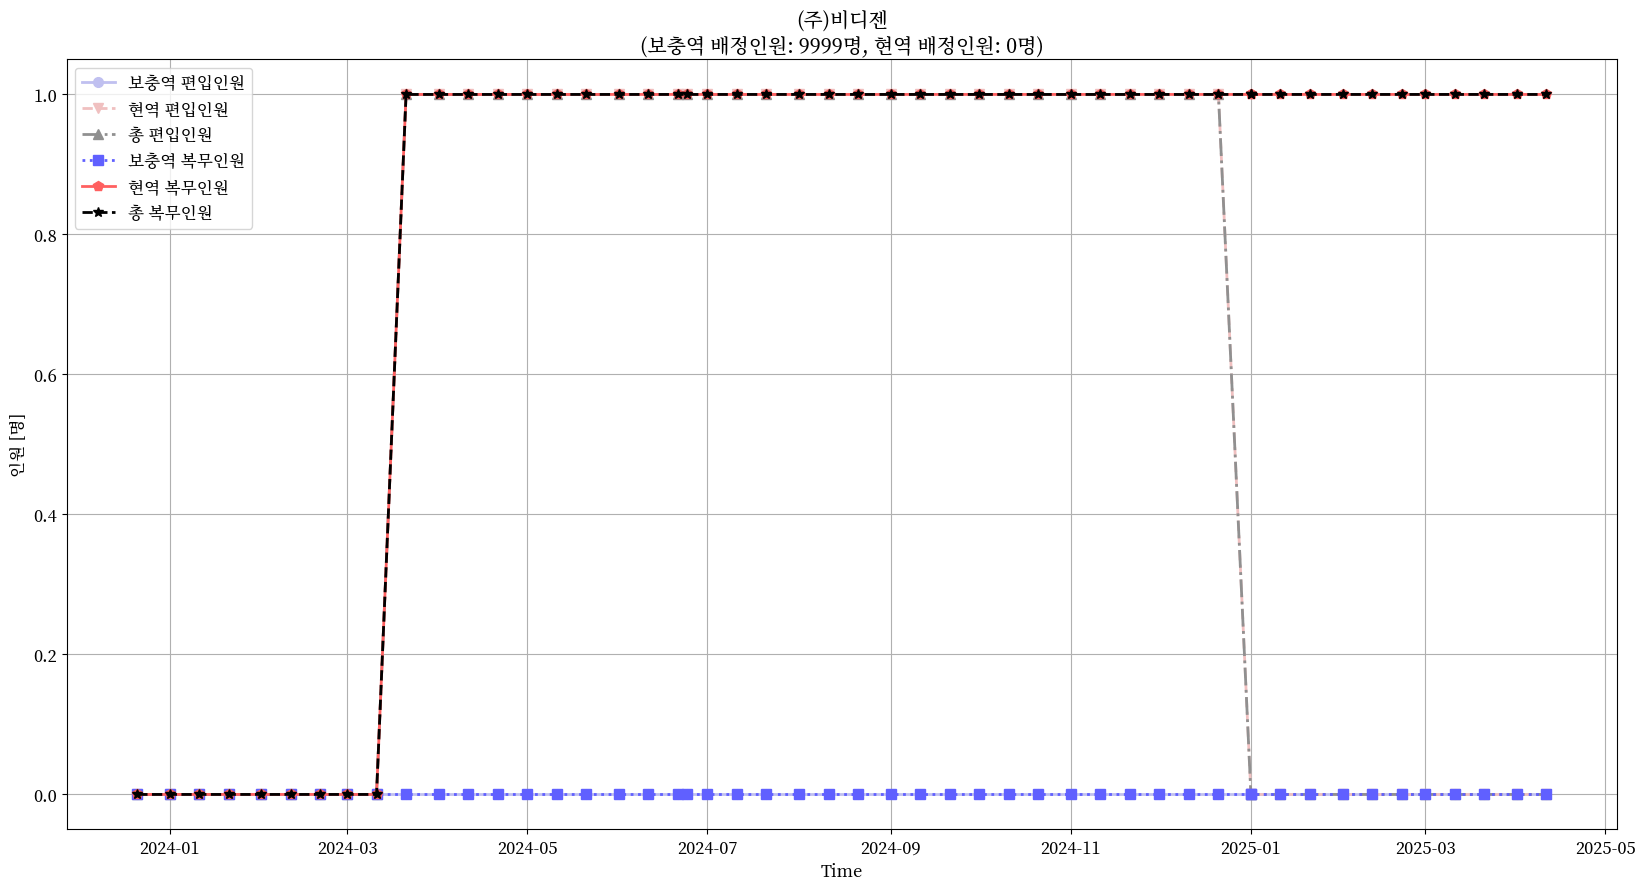 (주)비디젠
(보충역 배정인원: 9999명, 현역 배정인원: 0명)
보충역 편입인원
현역 편입인원
총 편입인원
보충역 복무인원
현역 복무인원
총 복무인원
1.0
0.8
0.6
0.4
0.2
0.0
인원 [명]
2024-01
2024-03
2024-05
2024-07
2024-09
2024-11
2025-01
2025-03
2025-05
Time